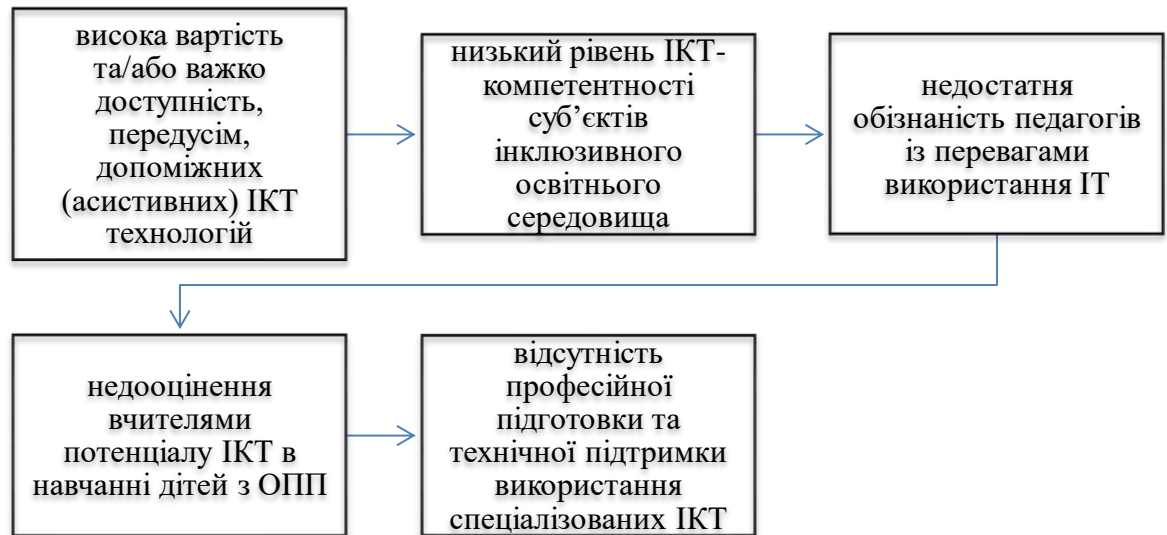 висока вартість
та/або важко
доступність,
передусім,
допоміжних
(асистивних) ІКТ
технологій
низький рівень ІКТ-
компетентності
суб’єктів
інклюзивного
освітнього
середовища
недостатня
обізнаність педагогів
із перевагами
використання ІТ
недооцінення
вчителями
потенціалу ІКТ в
навчанні дітей з ОПП
відсутність
професійної
підготовки та
технічної підтримки
використання
спеціалізованих ІКТ